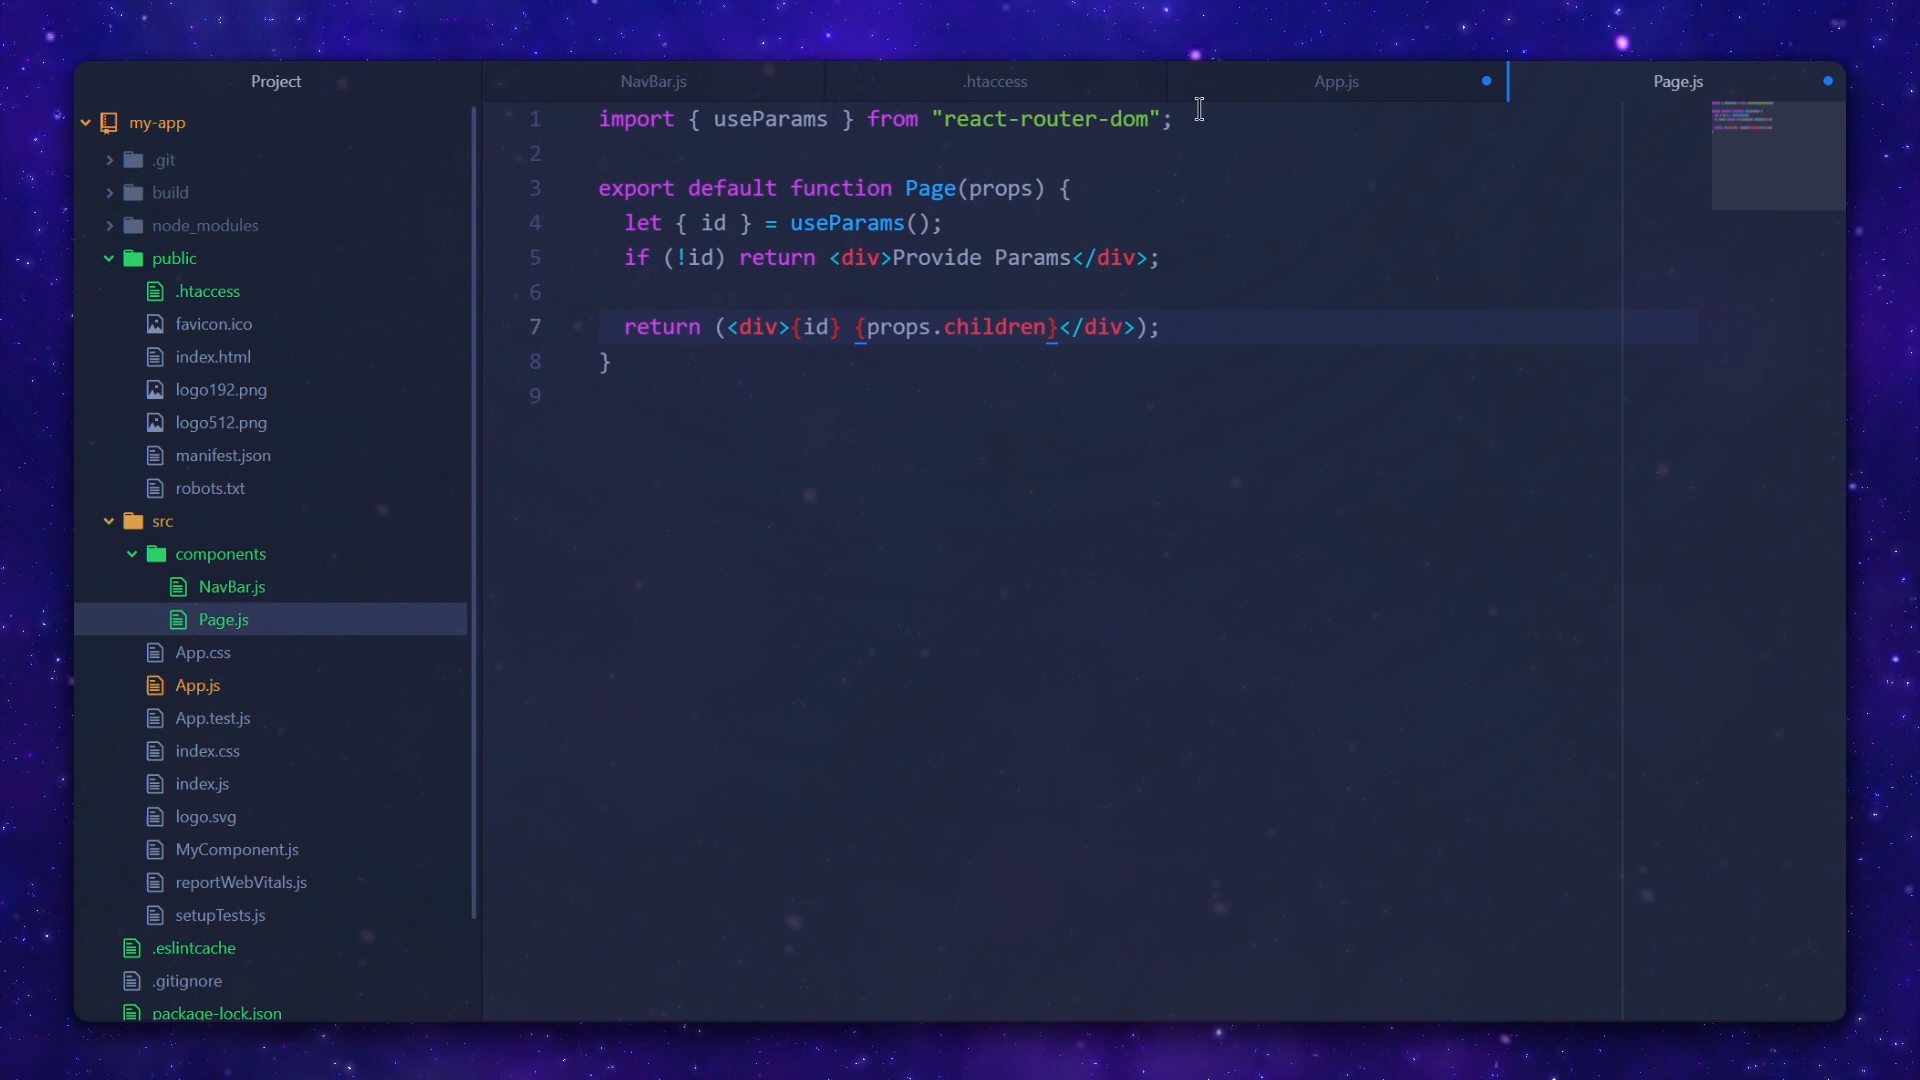 Project
my-app
.git
build
node_modules
public
.htaccess
favicon.ico
index.html
logo192.png
logo512.png
manifest.json
robots.txt
src
components
NavBar.js
Page.js
App.css
App.js
App.test.js
index.css
index.js
logo.svg
MyComponent.js
reportWebVitals.js
setupTests.js
.eslintcache
.gitignore
package-lock.json
NavBar.js .htaccess App.js Page.js
1 import { useParams } from "react-router-dom";
2
3 export default function Page(props) {
4 let { id } = useParams();
5 if (!id) return <div>Provide Params</div>;
6
7 return (<div>{id} {props.children}</div>);
8 }
9